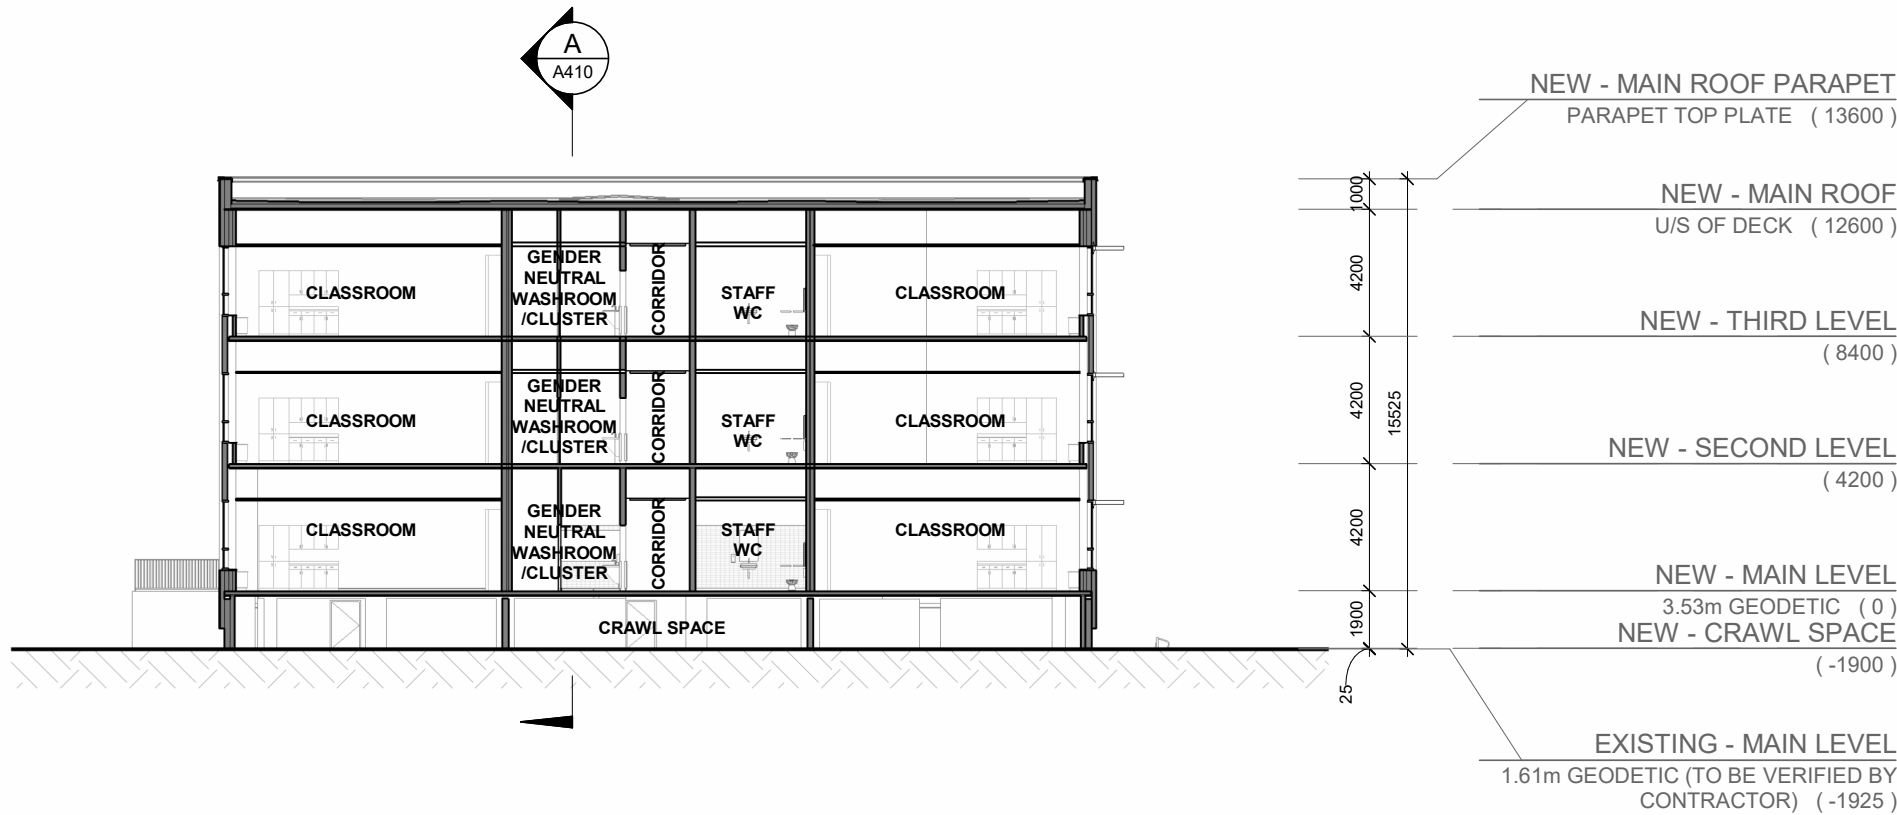 A
A410
NEW - MAIN ROOF PARAPET
PARAPET TOP PLATE ( 13600 )
NEW - MAIN ROOF
U/S OF DECK ( 12600 )
NEW - THIRD LEVEL
( 8400 )
NEW - SECOND LEVEL
( 4200 )
NEW - MAIN LEVEL
3.53m GEODETIC ( 0 )
NEW - CRAWL SPACE
( -1900 )
EXISTING - MAIN LEVEL
1.61m GEODETIC (TO BE VERIFIED BY
CONTRACTOR) ( -1925 )
1000
4200
4200
4200
1900
25
15525
CLASSROOM
GENDER
NEUTRAL
WASHROOM
/CLUSTER
CORRIDOR
STAFF
WC
CLASSROOM
CLASSROOM
GENDER
NEUTRAL
WASHROOM
/CLUSTER
CORRIDOR
STAFF
WC
CLASSROOM
CLASSROOM
GENDER
NEUTRAL
WASHROOM
/CLUSTER
CORRIDOR
STAFF
WC
CLASSROOM
CRAWL SPACE